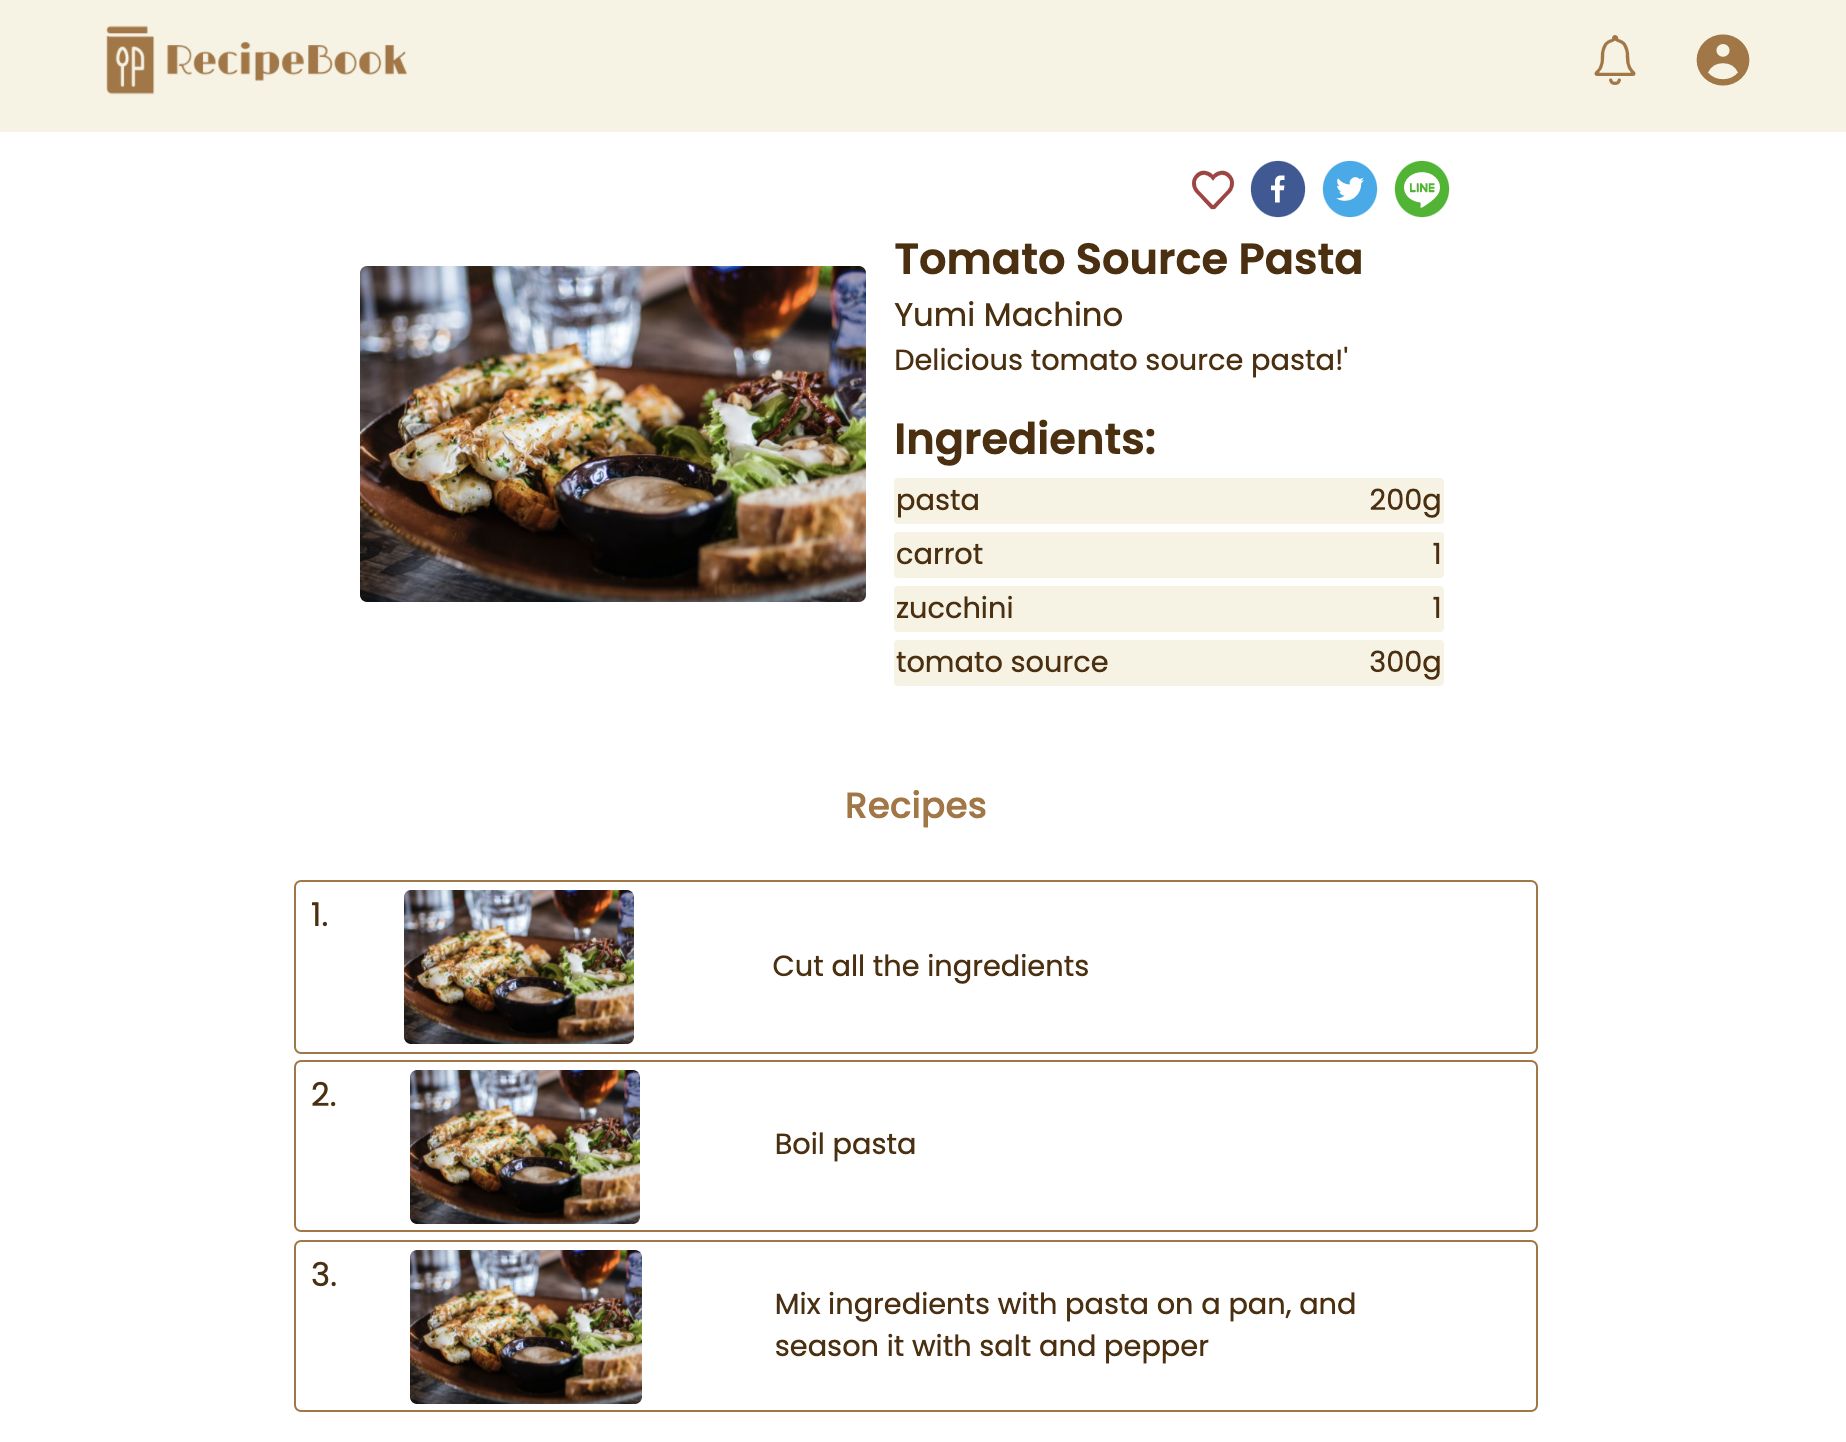 RecipeBook
LINE
Tomato Source Pasta
Yumi Machino
Delicious tomato source pasta!'
Ingredients:
pasta 200g
carrot 1
zucchini 1
tomato source 300g
Recipes
1.
Cut all the ingredients
2.
Boil pasta
3.
Mix ingredients with pasta on a pan, and
season it with salt and pepper